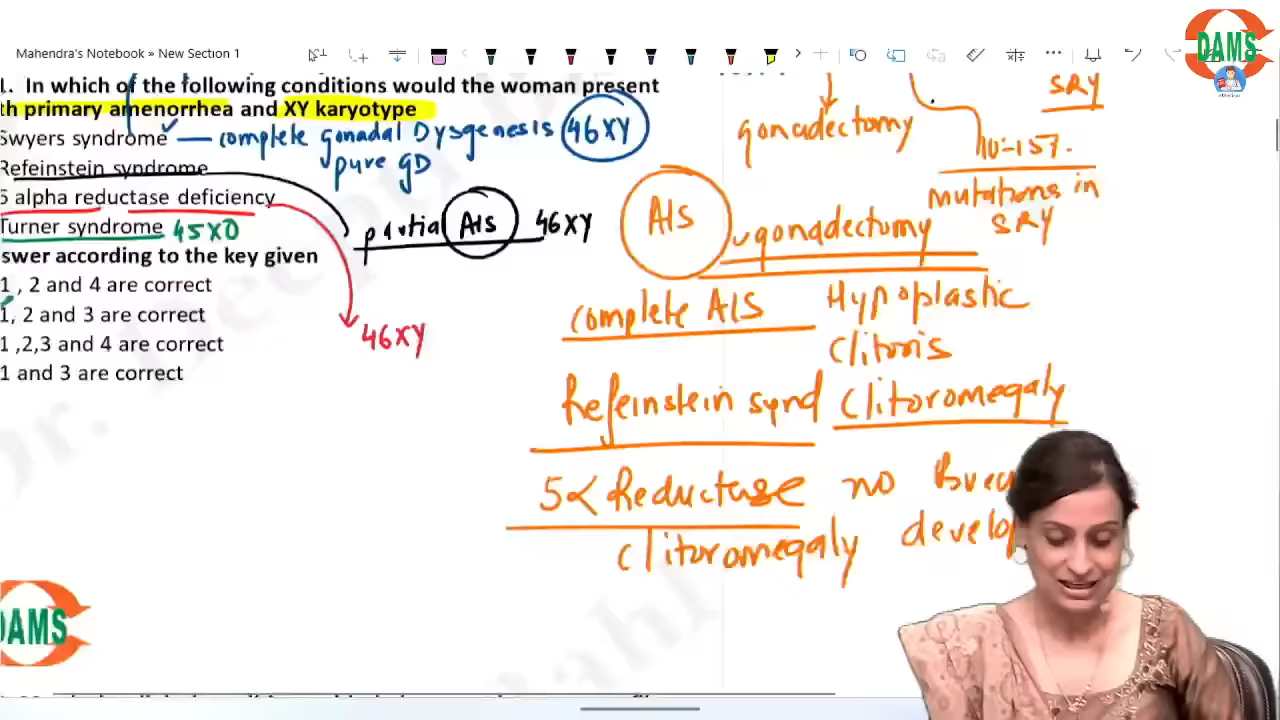 Mahendra's Notebook » New Section 1
DAMS
1. In which of the following conditions would the woman present
th primary amenorrhea and XY karyotype
Swyers syndrome – complete gonadal Dysgenesis 46XY
pure GD
Refeinstein syndrome
5 alpha reductase deficiency
partial AIS 46XY
Turner syndrome 45XO
swer according to the key given
1 , 2 and 4 are correct
1, 2 and 3 are correct
46XY
1 ,2,3 and 4 are correct
1 and 3 are correct
SRY
gonadectomy
mutations in
SRY
AIS
gonadectomy
complete AIS Hypoplastic
Clitoris
Refeinstein synd Clitoromegaly
5α Reductase no
Clitoromegaly
DAMS